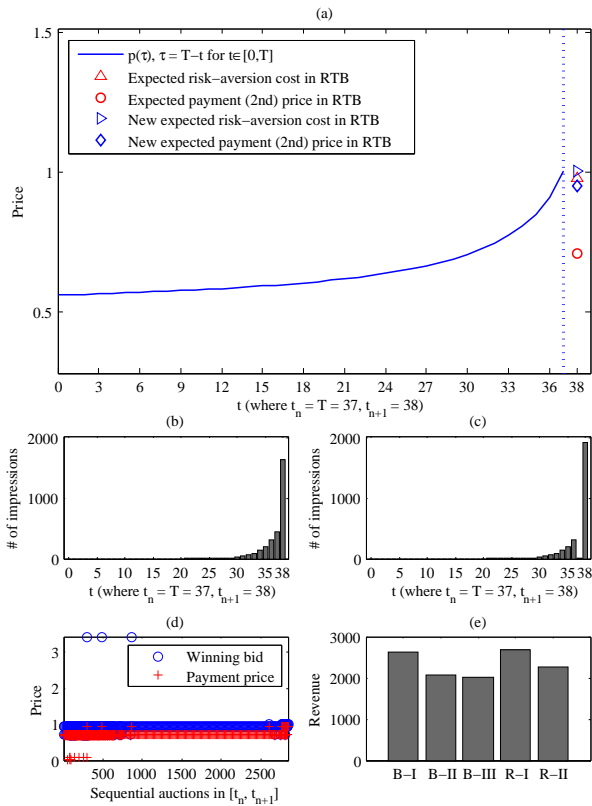 (a)
1.5
1
0.5
Price
p(τ), τ = T−t for t∈[0,T]
Expected risk−aversion cost in RTB
Expected payment (2nd) price in RTB
New expected risk−aversion cost in RTB
New expected payment (2nd) price in RTB
0 3 6 9 12 15 18 21 24 27 30 33 36 38
t (where t_n = T = 37, t_{n+1} = 38)
(b)
2000
1000
0
# of impressions
0 5 10 15 20 25 30 35 38
t (where t_n = T = 37, t_{n+1} = 38)
(c)
2000
1000
0
# of impressions
0 5 10 15 20 25 30 35 38
t (where t_n = T = 37, t_{n+1} = 38)
(d)
3
2
1
0
Price
Winning bid
Payment price
500 1000 1500 2000 2500
Sequential auctions in [t_n, t_{n+1}]
(e)
3000
2000
1000
0
Revenue
B−I B−II B−III R−I R−II